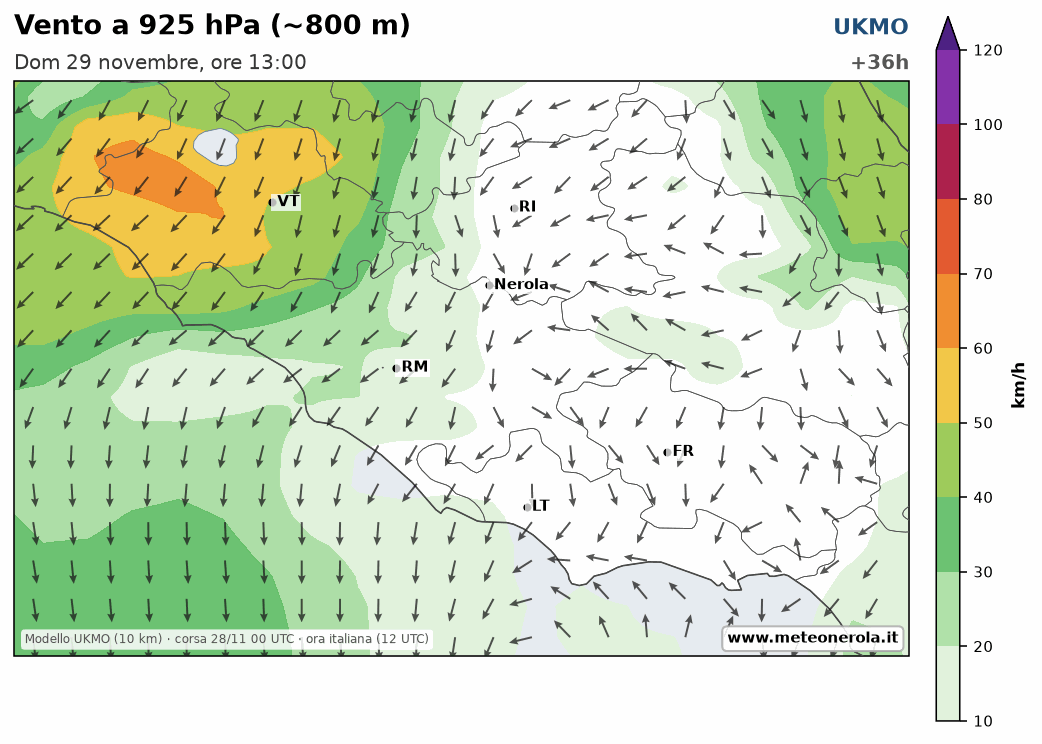 Vento a 925 hPa (~800 m)
UKMO
Dom 29 novembre, ore 13:00
+36h
120
100
80
70
60
50
40
30
20
10
km/h
VT
RI
Nerola
RM
FR
LT
Modello UKMO (10 km) · corsa 28/11 00 UTC · ora italiana (12 UTC)
www.meteonerola.it